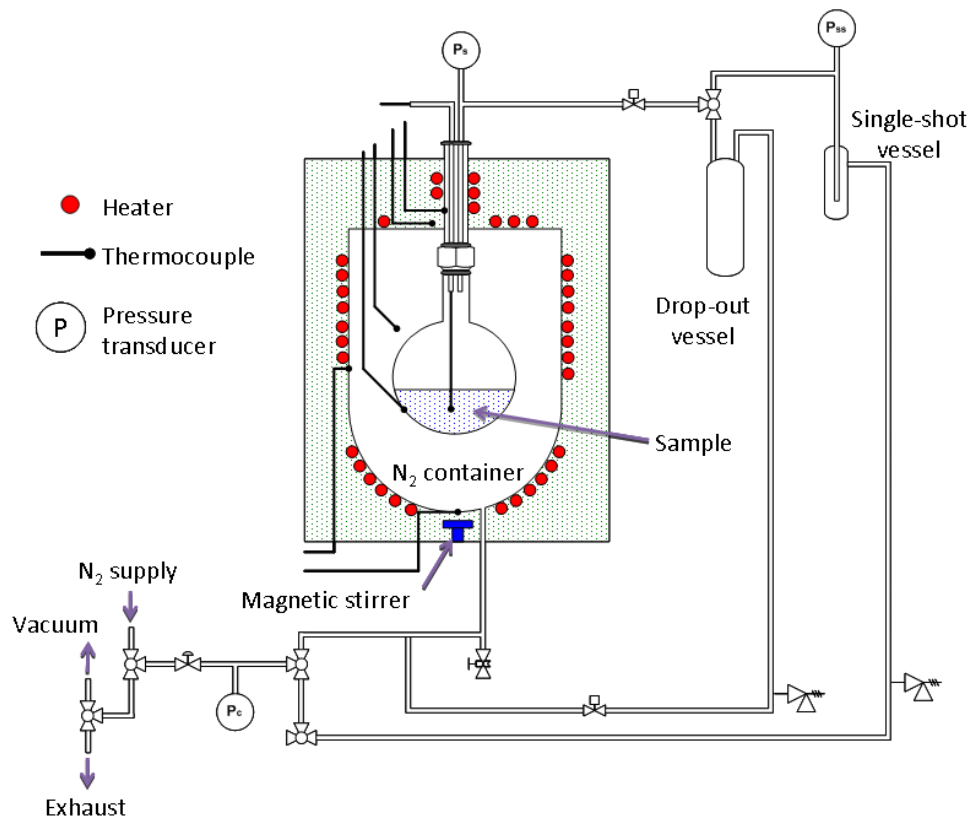 Ps
Pss
Single-shot
vessel
Heater
Thermocouple
P
Pressure
transducer
Drop-out
vessel
Sample
N2 container
N2 supply
Magnetic stirrer
Vacuum
Pc
Exhaust